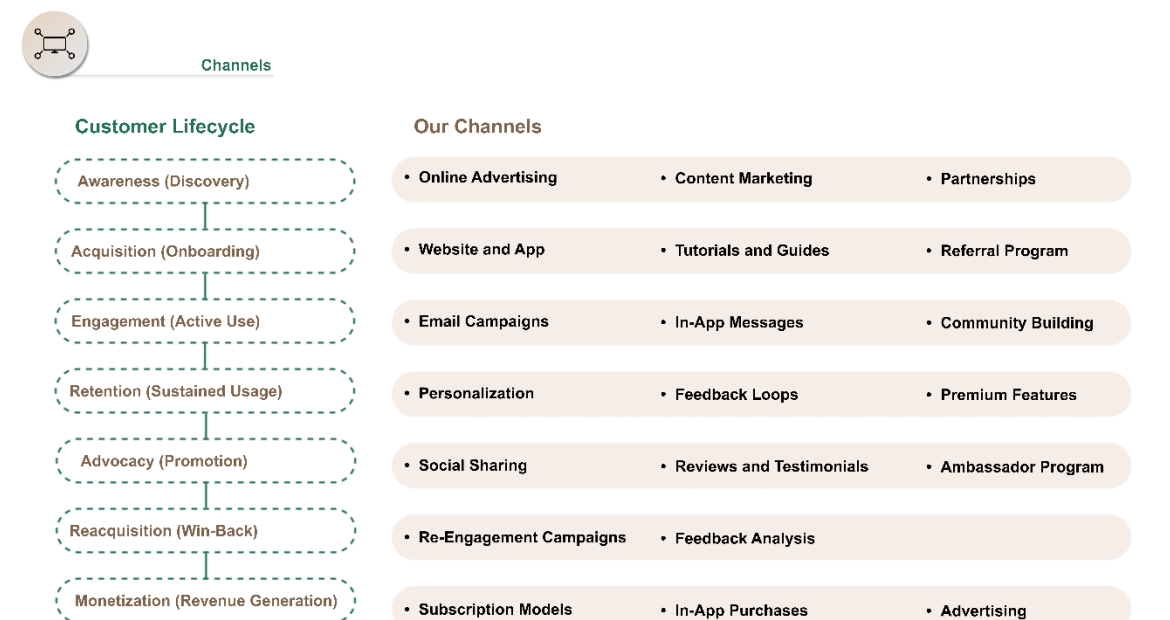 Channels
Customer Lifecycle
Our Channels
Awareness (Discovery)
• Online Advertising • Content Marketing • Partnerships
Acquisition (Onboarding)
• Website and App • Tutorials and Guides • Referral Program
Engagement (Active Use)
• Email Campaigns • In-App Messages • Community Building
Retention (Sustained Usage)
• Personalization • Feedback Loops • Premium Features
Advocacy (Promotion)
• Social Sharing • Reviews and Testimonials • Ambassador Program
Reacquisition (Win-Back)
• Re-Engagement Campaigns • Feedback Analysis
Monetization (Revenue Generation)
• Subscription Models • In-App Purchases • Advertising